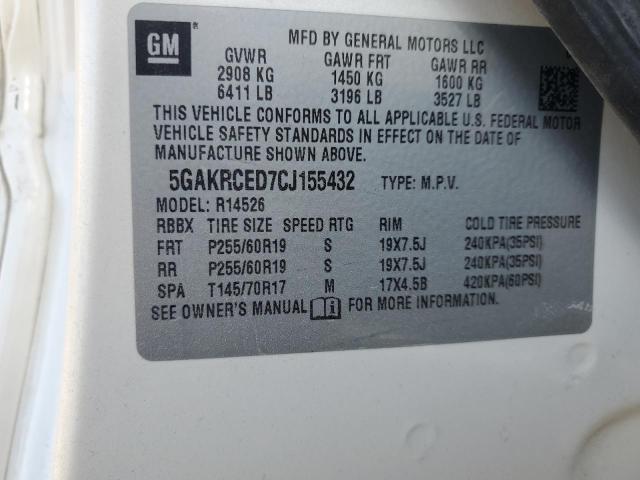 GM
MFD BY GENERAL MOTORS LLC
GVWR GAWR FRT GAWR RR
2908 KG 1450 KG 1600 KG
6411 LB 3196 LB 3527 LB
THIS VEHICLE CONFORMS TO ALL APPLICABLE U.S. FEDERAL MOTOR
VEHICLE SAFETY STANDARDS IN EFFECT ON THE DATE OF
MANUFACTURE SHOWN ABOVE.
5GAKRCED7CJ155432 TYPE: M.P.V.
MODEL: R14526
RBBX TIRE SIZE SPEED RTG RIM COLD TIRE PRESSURE
FRT P255/60R19 S 19X7.5J 240KPA(35PSI)
RR P255/60R19 S 19X7.5J 240KPA(35PSI)
SPA T145/70R17 M 17X4.5B 420KPA(60PSI)
SEE OWNER'S MANUAL FOR MORE INFORMATION.